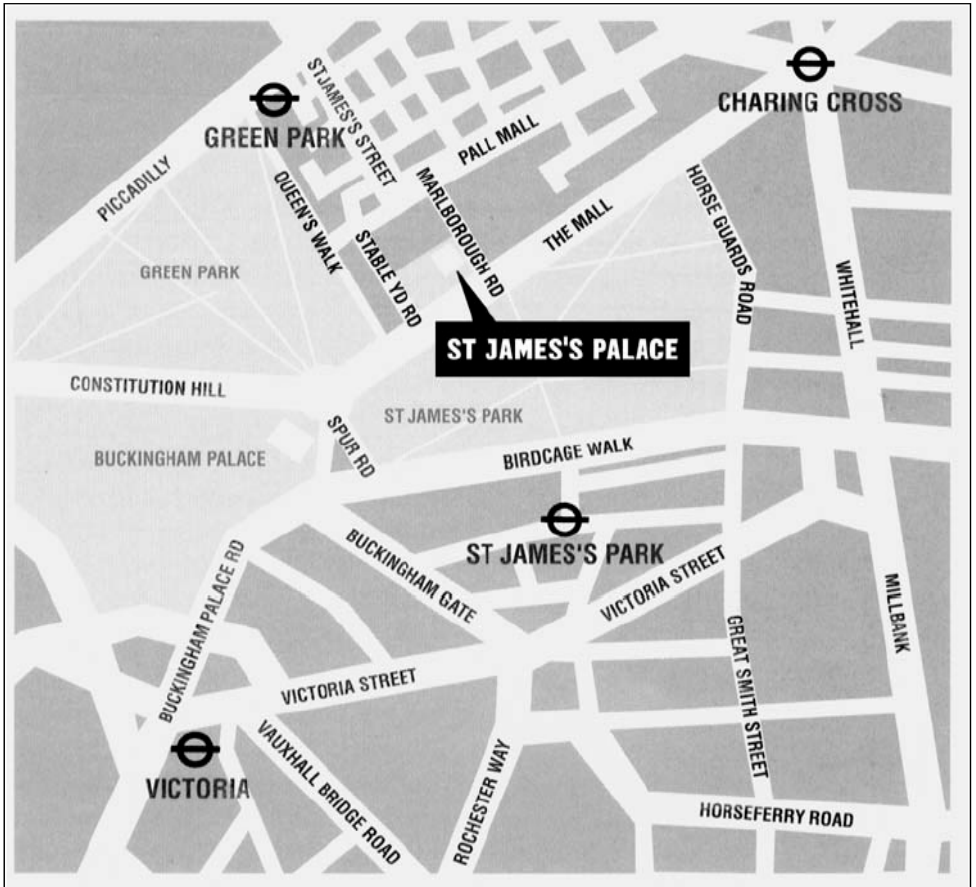 ST JAMES'S STREET
CHARING CROSS
GREEN PARK
PALL MALL
PICCADILLY
QUEEN'S WALK
MARLBOROUGH RD
HORSE GUARDS ROAD
THE MALL
STABLE YD RD
GREEN PARK
WHITEHALL
ST JAMES'S PALACE
CONSTITUTION HILL
ST JAMES'S PARK
SPUR RD
BUCKINGHAM PALACE
BIRDCAGE WALK
ST JAMES'S PARK
BUCKINGHAM GATE
VICTORIA STREET
BUCKINGHAM PALACE RD
MILLBANK
GREAT SMITH STREET
VICTORIA STREET
VAUXHALL BRIDGE ROAD
VICTORIA
ROCHESTER WAY
HORSEFERRY ROAD